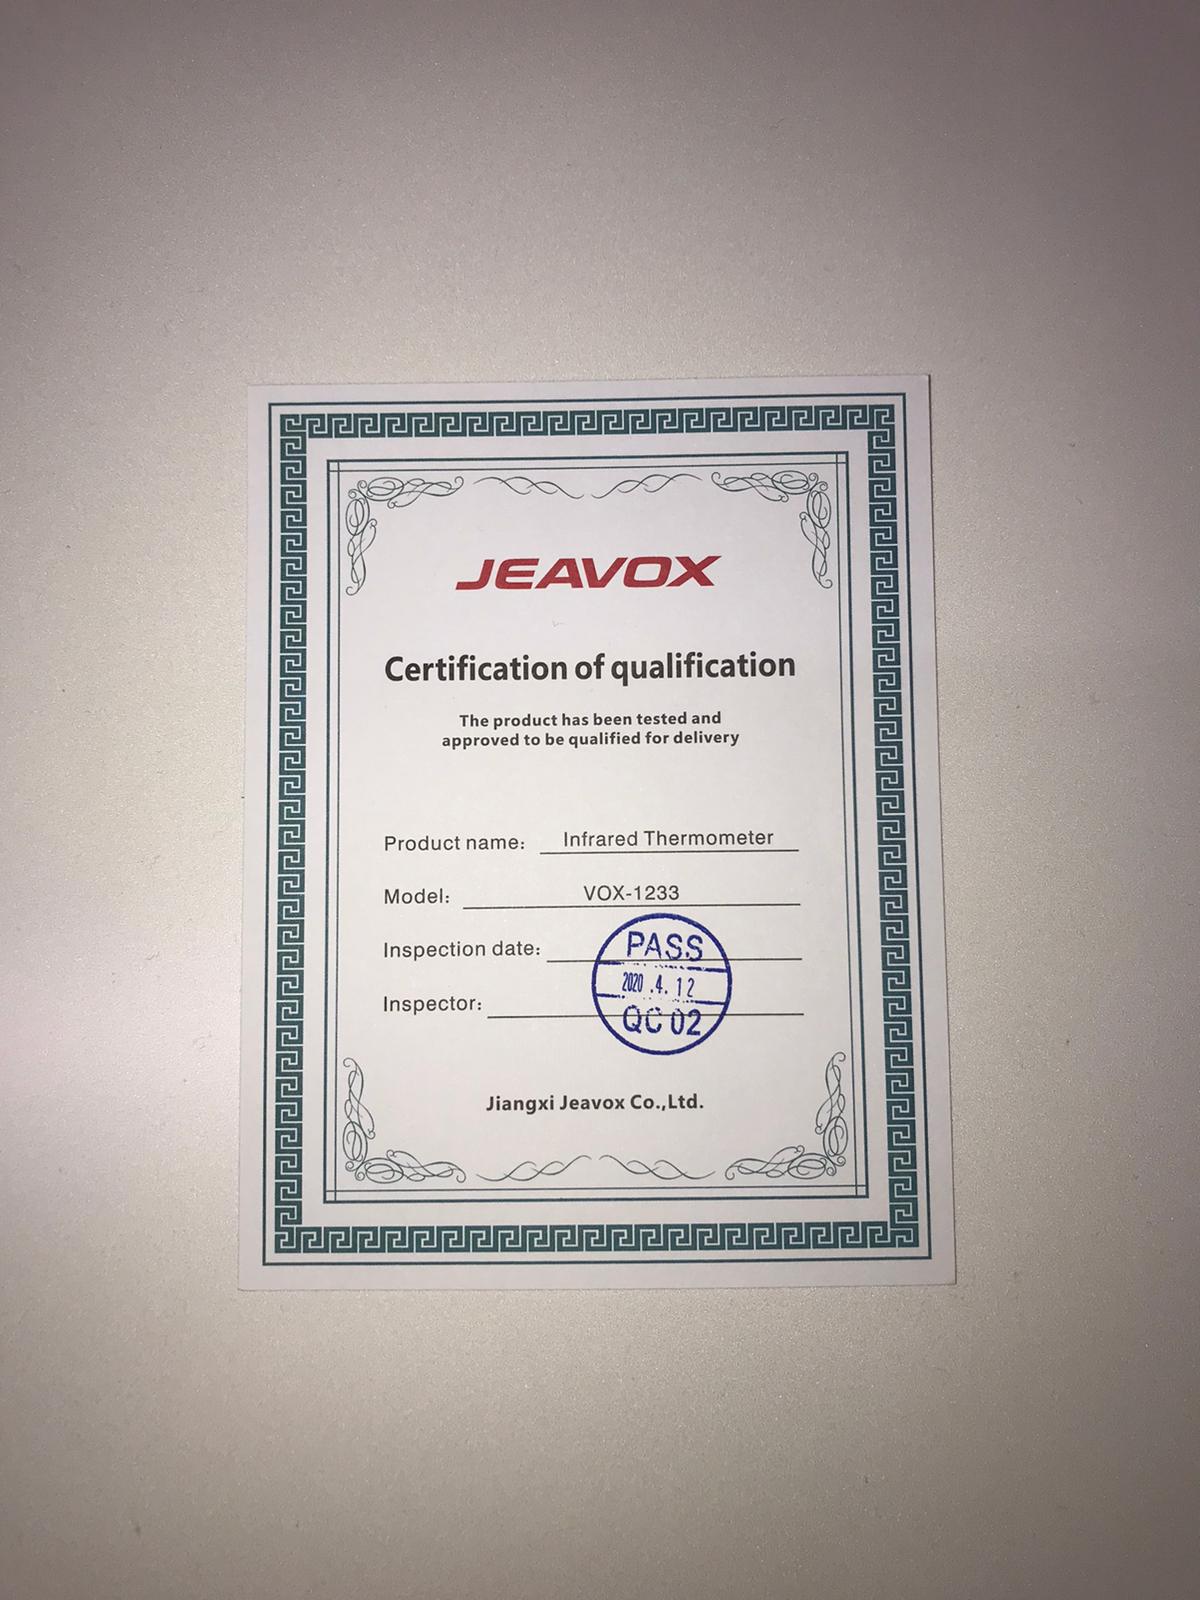 JEAVOX
Certification of qualification
The product has been tested and
approved to be qualified for delivery
Product name: Infrared Thermometer
Model: VOX-1233
Inspection date:
PASS
2020.4.12
Inspector:
QC 02
Jiangxi Jeavox Co.,Ltd.